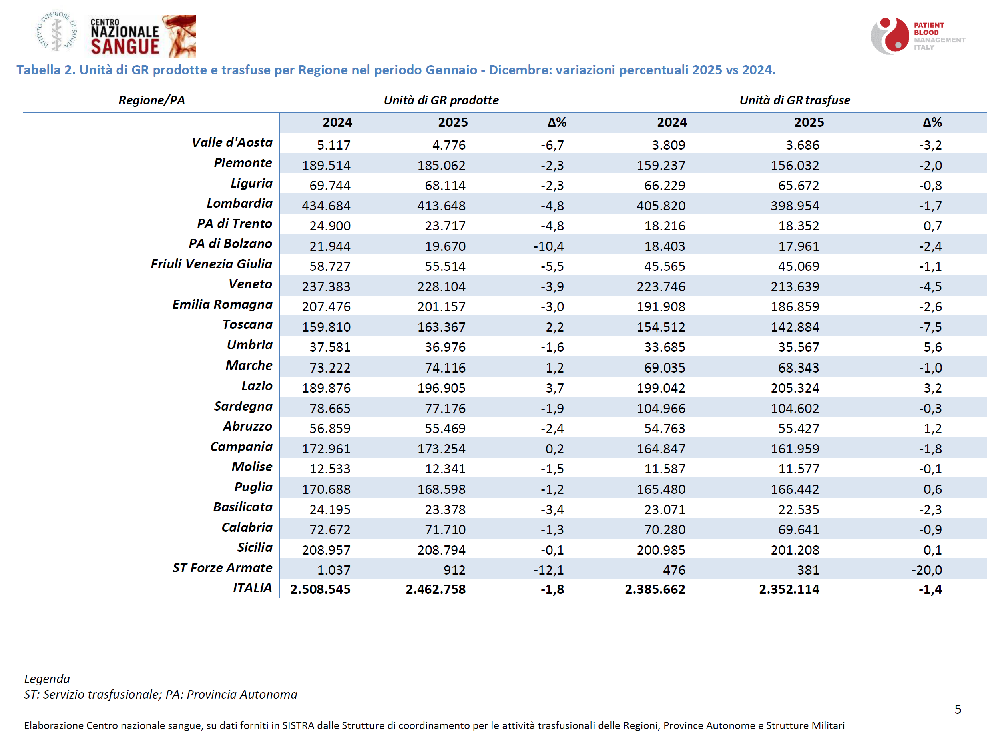 ISTITVTO SVPERIORE DI SANITÀ
CENTRO
NAZIONALE
SANGUE
PATIENT
BLOOD
MANAGEMENT
ITALY
Tabella 2. Unità di GR prodotte e trasfuse per Regione nel periodo Gennaio - Dicembre: variazioni percentuali 2025 vs 2024.
Regione/PA Unità di GR prodotte Unità di GR trasfuse
2024 2025 Δ% 2024 2025 Δ%
Valle d'Aosta 5.117 4.776 -6,7 3.809 3.686 -3,2
Piemonte 189.514 185.062 -2,3 159.237 156.032 -2,0
Liguria 69.744 68.114 -2,3 66.229 65.672 -0,8
Lombardia 434.684 413.648 -4,8 405.820 398.954 -1,7
PA di Trento 24.900 23.717 -4,8 18.216 18.352 0,7
PA di Bolzano 21.944 19.670 -10,4 18.403 17.961 -2,4
Friuli Venezia Giulia 58.727 55.514 -5,5 45.565 45.069 -1,1
Veneto 237.383 228.104 -3,9 223.746 213.639 -4,5
Emilia Romagna 207.476 201.157 -3,0 191.908 186.859 -2,6
Toscana 159.810 163.367 2,2 154.512 142.884 -7,5
Umbria 37.581 36.976 -1,6 33.685 35.567 5,6
Marche 73.222 74.116 1,2 69.035 68.343 -1,0
Lazio 189.876 196.905 3,7 199.042 205.324 3,2
Sardegna 78.665 77.176 -1,9 104.966 104.602 -0,3
Abruzzo 56.859 55.469 -2,4 54.763 55.427 1,2
Campania 172.961 173.254 0,2 164.847 161.959 -1,8
Molise 12.533 12.341 -1,5 11.587 11.577 -0,1
Puglia 170.688 168.598 -1,2 165.480 166.442 0,6
Basilicata 24.195 23.378 -3,4 23.071 22.535 -2,3
Calabria 72.672 71.710 -1,3 70.280 69.641 -0,9
Sicilia 208.957 208.794 -0,1 200.985 201.208 0,1
ST Forze Armate 1.037 912 -12,1 476 381 -20,0
ITALIA 2.508.545 2.462.758 -1,8 2.385.662 2.352.114 -1,4
Legenda
ST: Servizio trasfusionale; PA: Provincia Autonoma
5
Elaborazione Centro nazionale sangue, su dati forniti in SISTRA dalle Strutture di coordinamento per le attività trasfusionali delle Regioni, Province Autonome e Strutture Militari